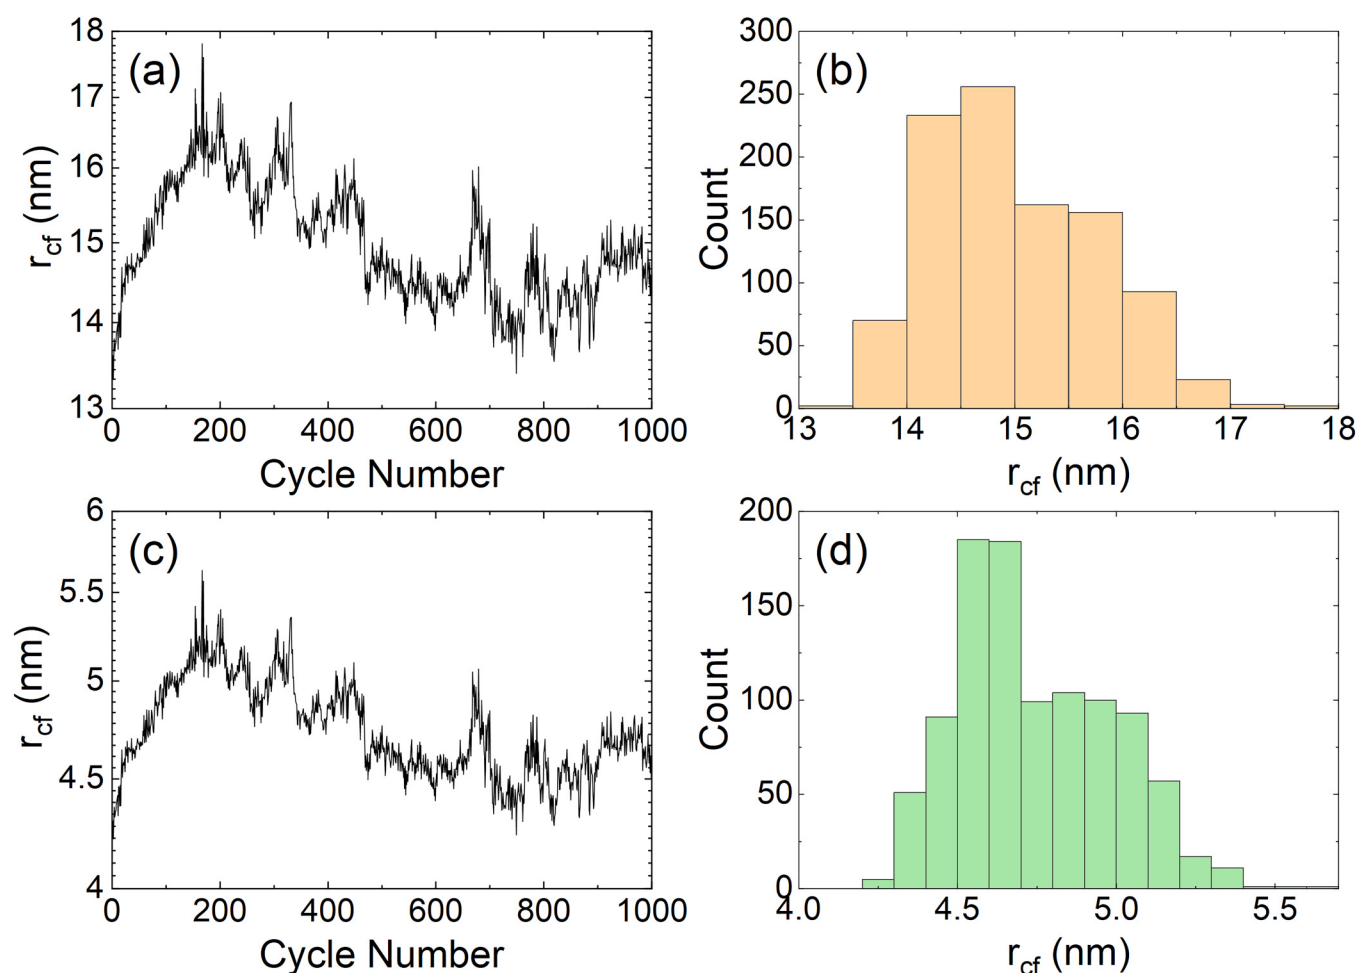 (a)
18
17
16
15
14
13
r_cf (nm)
0 200 400 600 800 1000
Cycle Number
(b)
300
250
200
150
100
50
0
Count
13 14 15 16 17 18
r_cf (nm)
(c)
6
5.5
5
4.5
4
r_cf (nm)
0 200 400 600 800 1000
Cycle Number
(d)
200
150
100
50
0
Count
4.0 4.5 5.0 5.5
r_cf (nm)